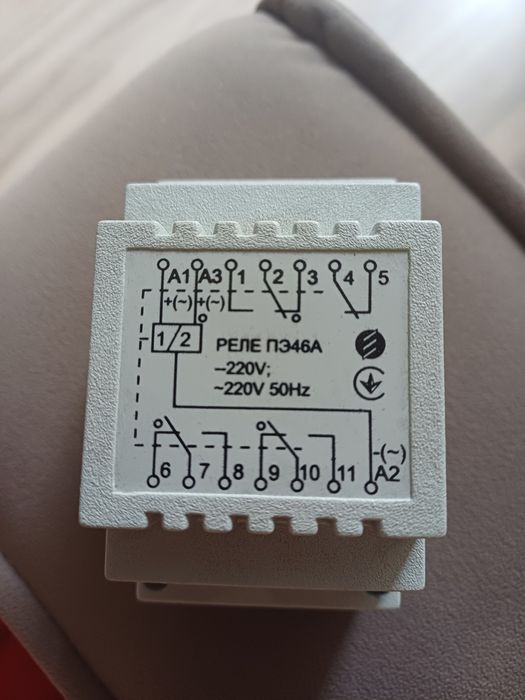 A1 A3 1 2 3 4 5
+(~) +(~)
1/2
РЕЛЕ ПЭ46А
–220V;
~220V 50Hz
-(~)
6 7 8 9 10 11 A2